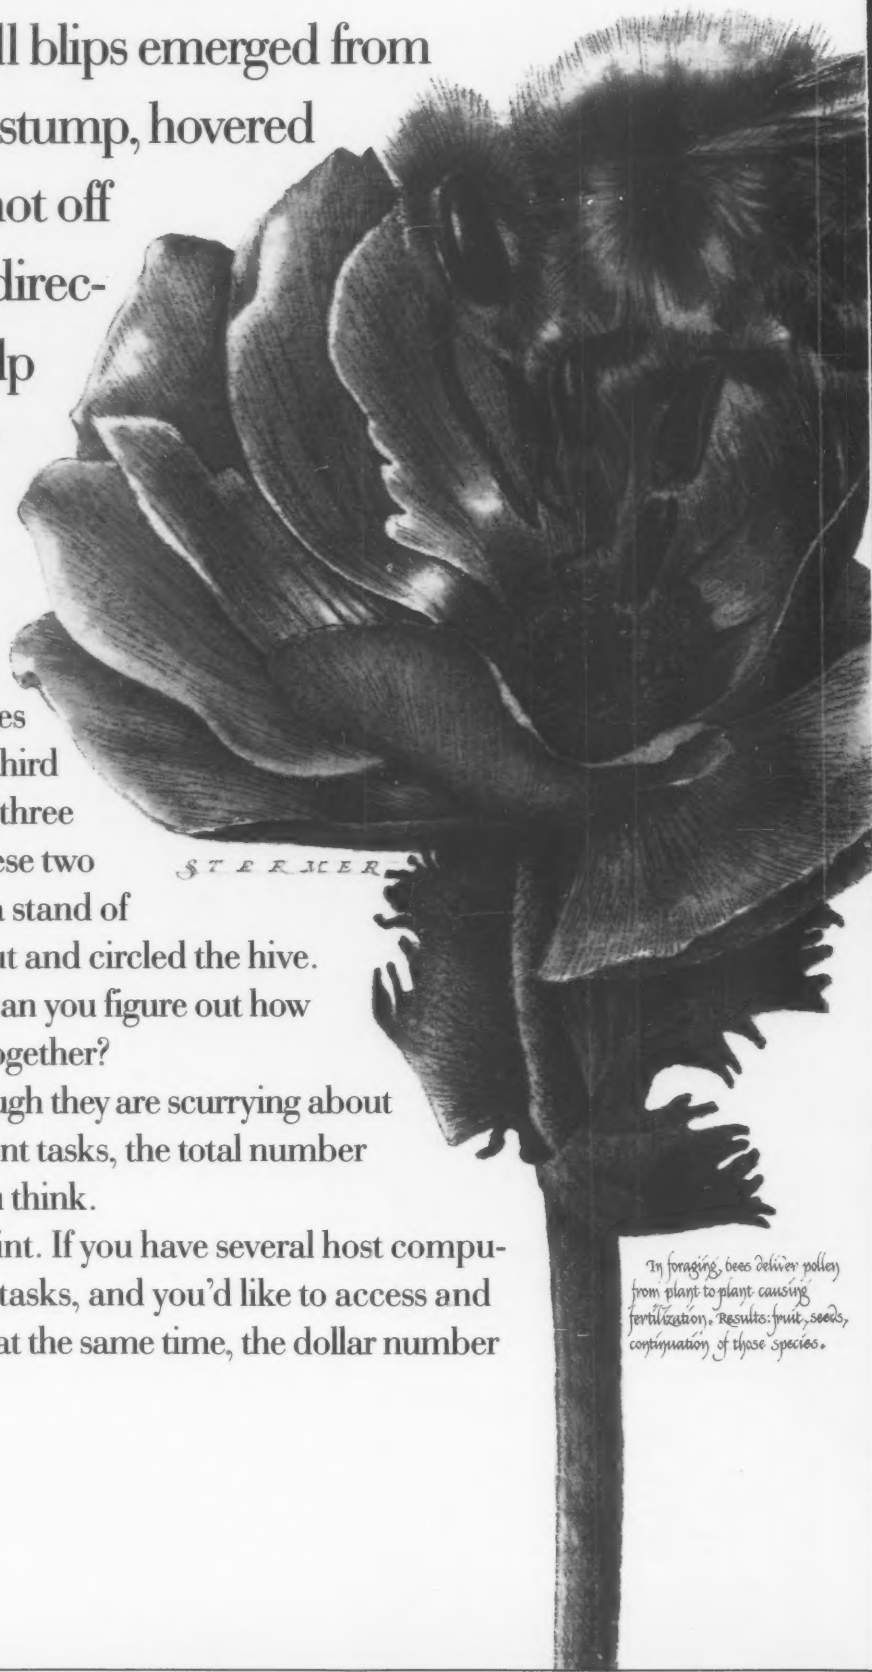 ll blips emerged from
stump, hovered
not off
direc-
lp
es
hird
three
ese two
a stand of
ut and circled the hive.
an you figure out how
ogether?
ugh they are scurrying about
nt tasks, the total number
u think.
int. If you have several host compu-
tasks, and you'd like to access and
at the same time, the dollar number
STERMER
In foraging, bees deliver pollen
from plant to plant causing
fertilization. Results: fruit, seeds,
continuation of those species.